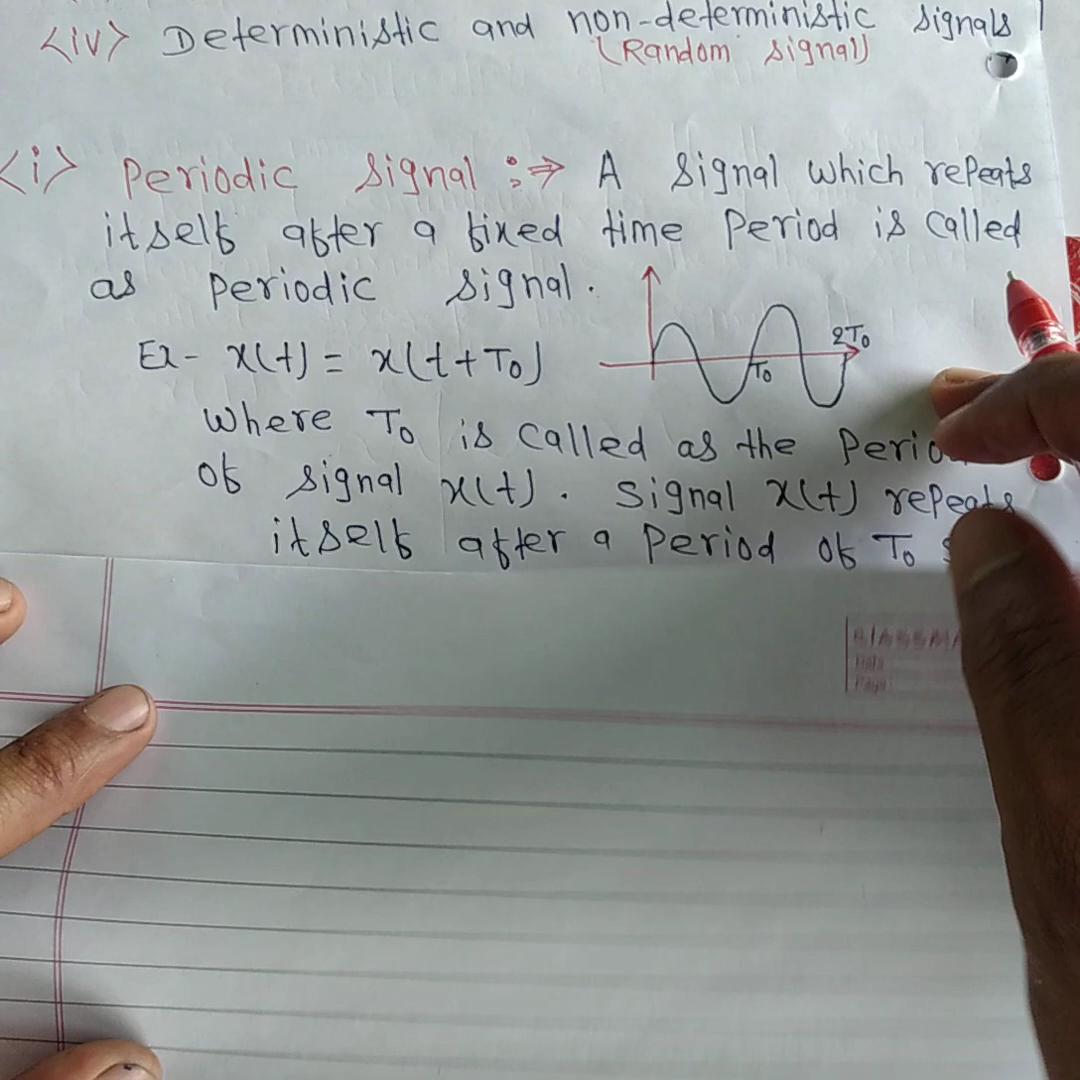 <iv> Deterministic and non-deterministic signals
(Random signal)
<i> Periodic signal :⇒ A signal which repeats
itself after a fixed time period is called
as periodic signal.
Ex- x(t) = x(t+T₀)
T₀
2T₀
where T₀ is called as the
of signal x(t). signal x(t) repeats
itself after a period of T₀